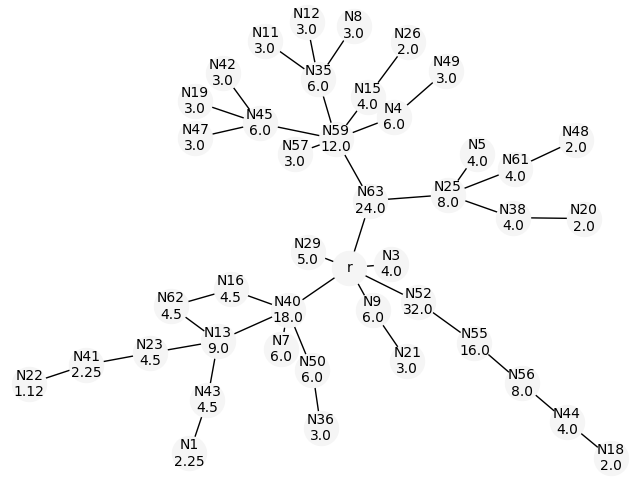 N12
3.0
N8
3.0
N11
3.0
N26
2.0
N42
3.0
N35
6.0
N49
3.0
N19
3.0
N15
4.0
N45
6.0
N4
6.0
N47
3.0
N59
12.0
N57
3.0
N5
4.0
N48
2.0
N61
4.0
N63
24.0
N25
8.0
N38
4.0
N20
2.0
N29
5.0
N3
4.0
r
N16
4.5
N62
4.5
N40
18.0
N9
6.0
N52
32.0
N13
9.0
N7
6.0
N23
4.5
N55
16.0
N41
2.25
N50
6.0
N21
3.0
N22
1.12
N56
8.0
N43
4.5
N36
3.0
N44
4.0
N1
2.25
N18
2.0